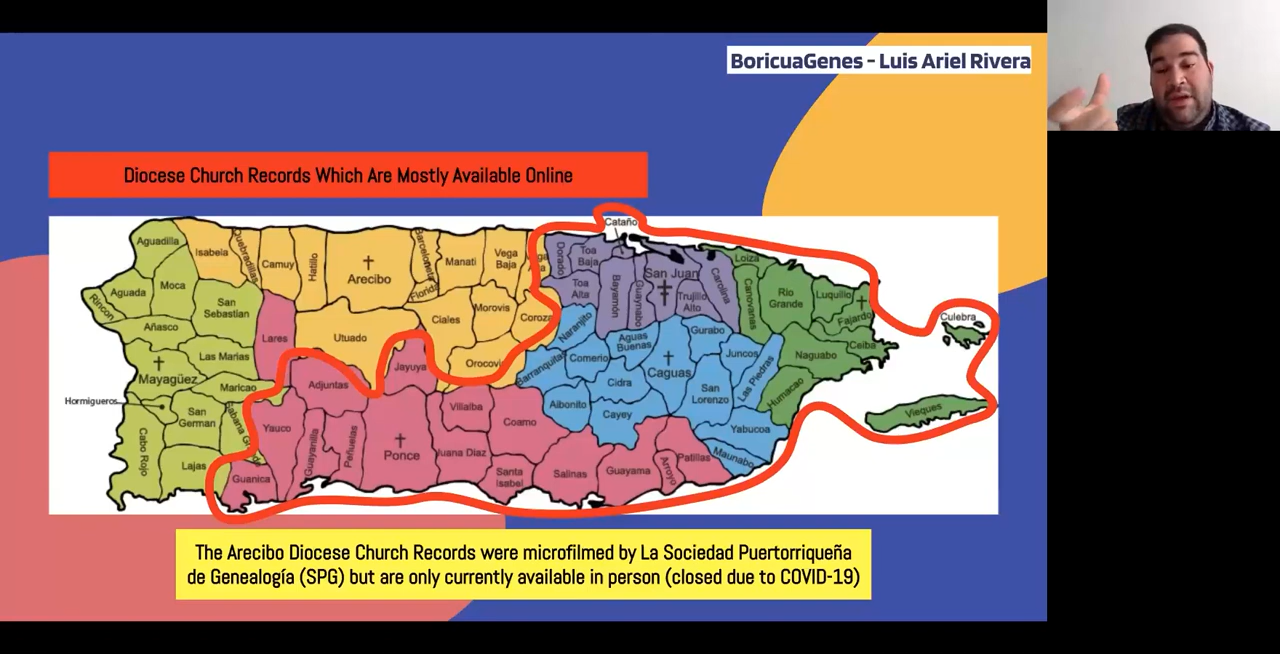 BoricuaGenes - Luis Ariel Rivera
Diocese Church Records Which Are Mostly Available Online
Cataño
Aguadilla
Isabela
Quebradillas
Camuy
Hatillo
Arecibo
Barceloneta
Florida
Manati
Vega
Baja
Dorado
Toa
Baja
Toa
Alta
Bayamón
Guaynabo
San Juan
Trujillo
Alto
Carolina
Loiza
Canovanas
Rio
Grande
Luquillo
Fajardo
Ceiba
Culebra
Vieques
Aguada
Moca
Rincon
San
Sebastian
Añasco
Lares
Utuado
Ciales
Morovis
Coroza
Orocovi
Naranjito
Aguas
Buenas
Gurabo
Comerio
Barranquitas
Caguas
Juncos
Las Piedras
Naguabo
Humacao
Las Marias
Mayagüez
Maricao
Adjuntas
Jayuya
Cidra
San
Lorenzo
Aibonito
Cayey
Yabucoa
Maunabo
Hormigueros
San
German
Sabana G
Cabo Rojo
Lajas
Yauco
Guanica
Guayanilla
Peñuelas
Ponce
Villalba
Juana Diaz
Coamo
Santa
Isabel
Salinas
Guayama
Arroyo
Patillas
The Arecibo Diocese Church Records were microfilmed by La Sociedad Puertorriqueña
de Genealogía (SPG) but are only currently available in person (closed due to COVID-19)